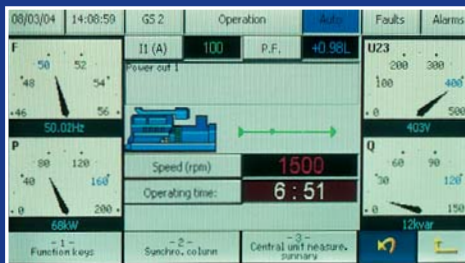 08/03/04 14:08:59 GS 2 Operation Auto Faults Alarms
F I1 (A) 100 P.F. +0.98L U23
Power cut 1
50 52 200 300
48 54 100 400
46 56 0 500
50.02Hz 403V
P Q
80 120 60 90
40 160 30 120
0 200 0 150
Speed (rpm) 1500
Operating time: 6 : 51
68kW 12kvar
- 1 - - 2 - - 3 -
Function keys Synchro. column Central unit measure.
summary